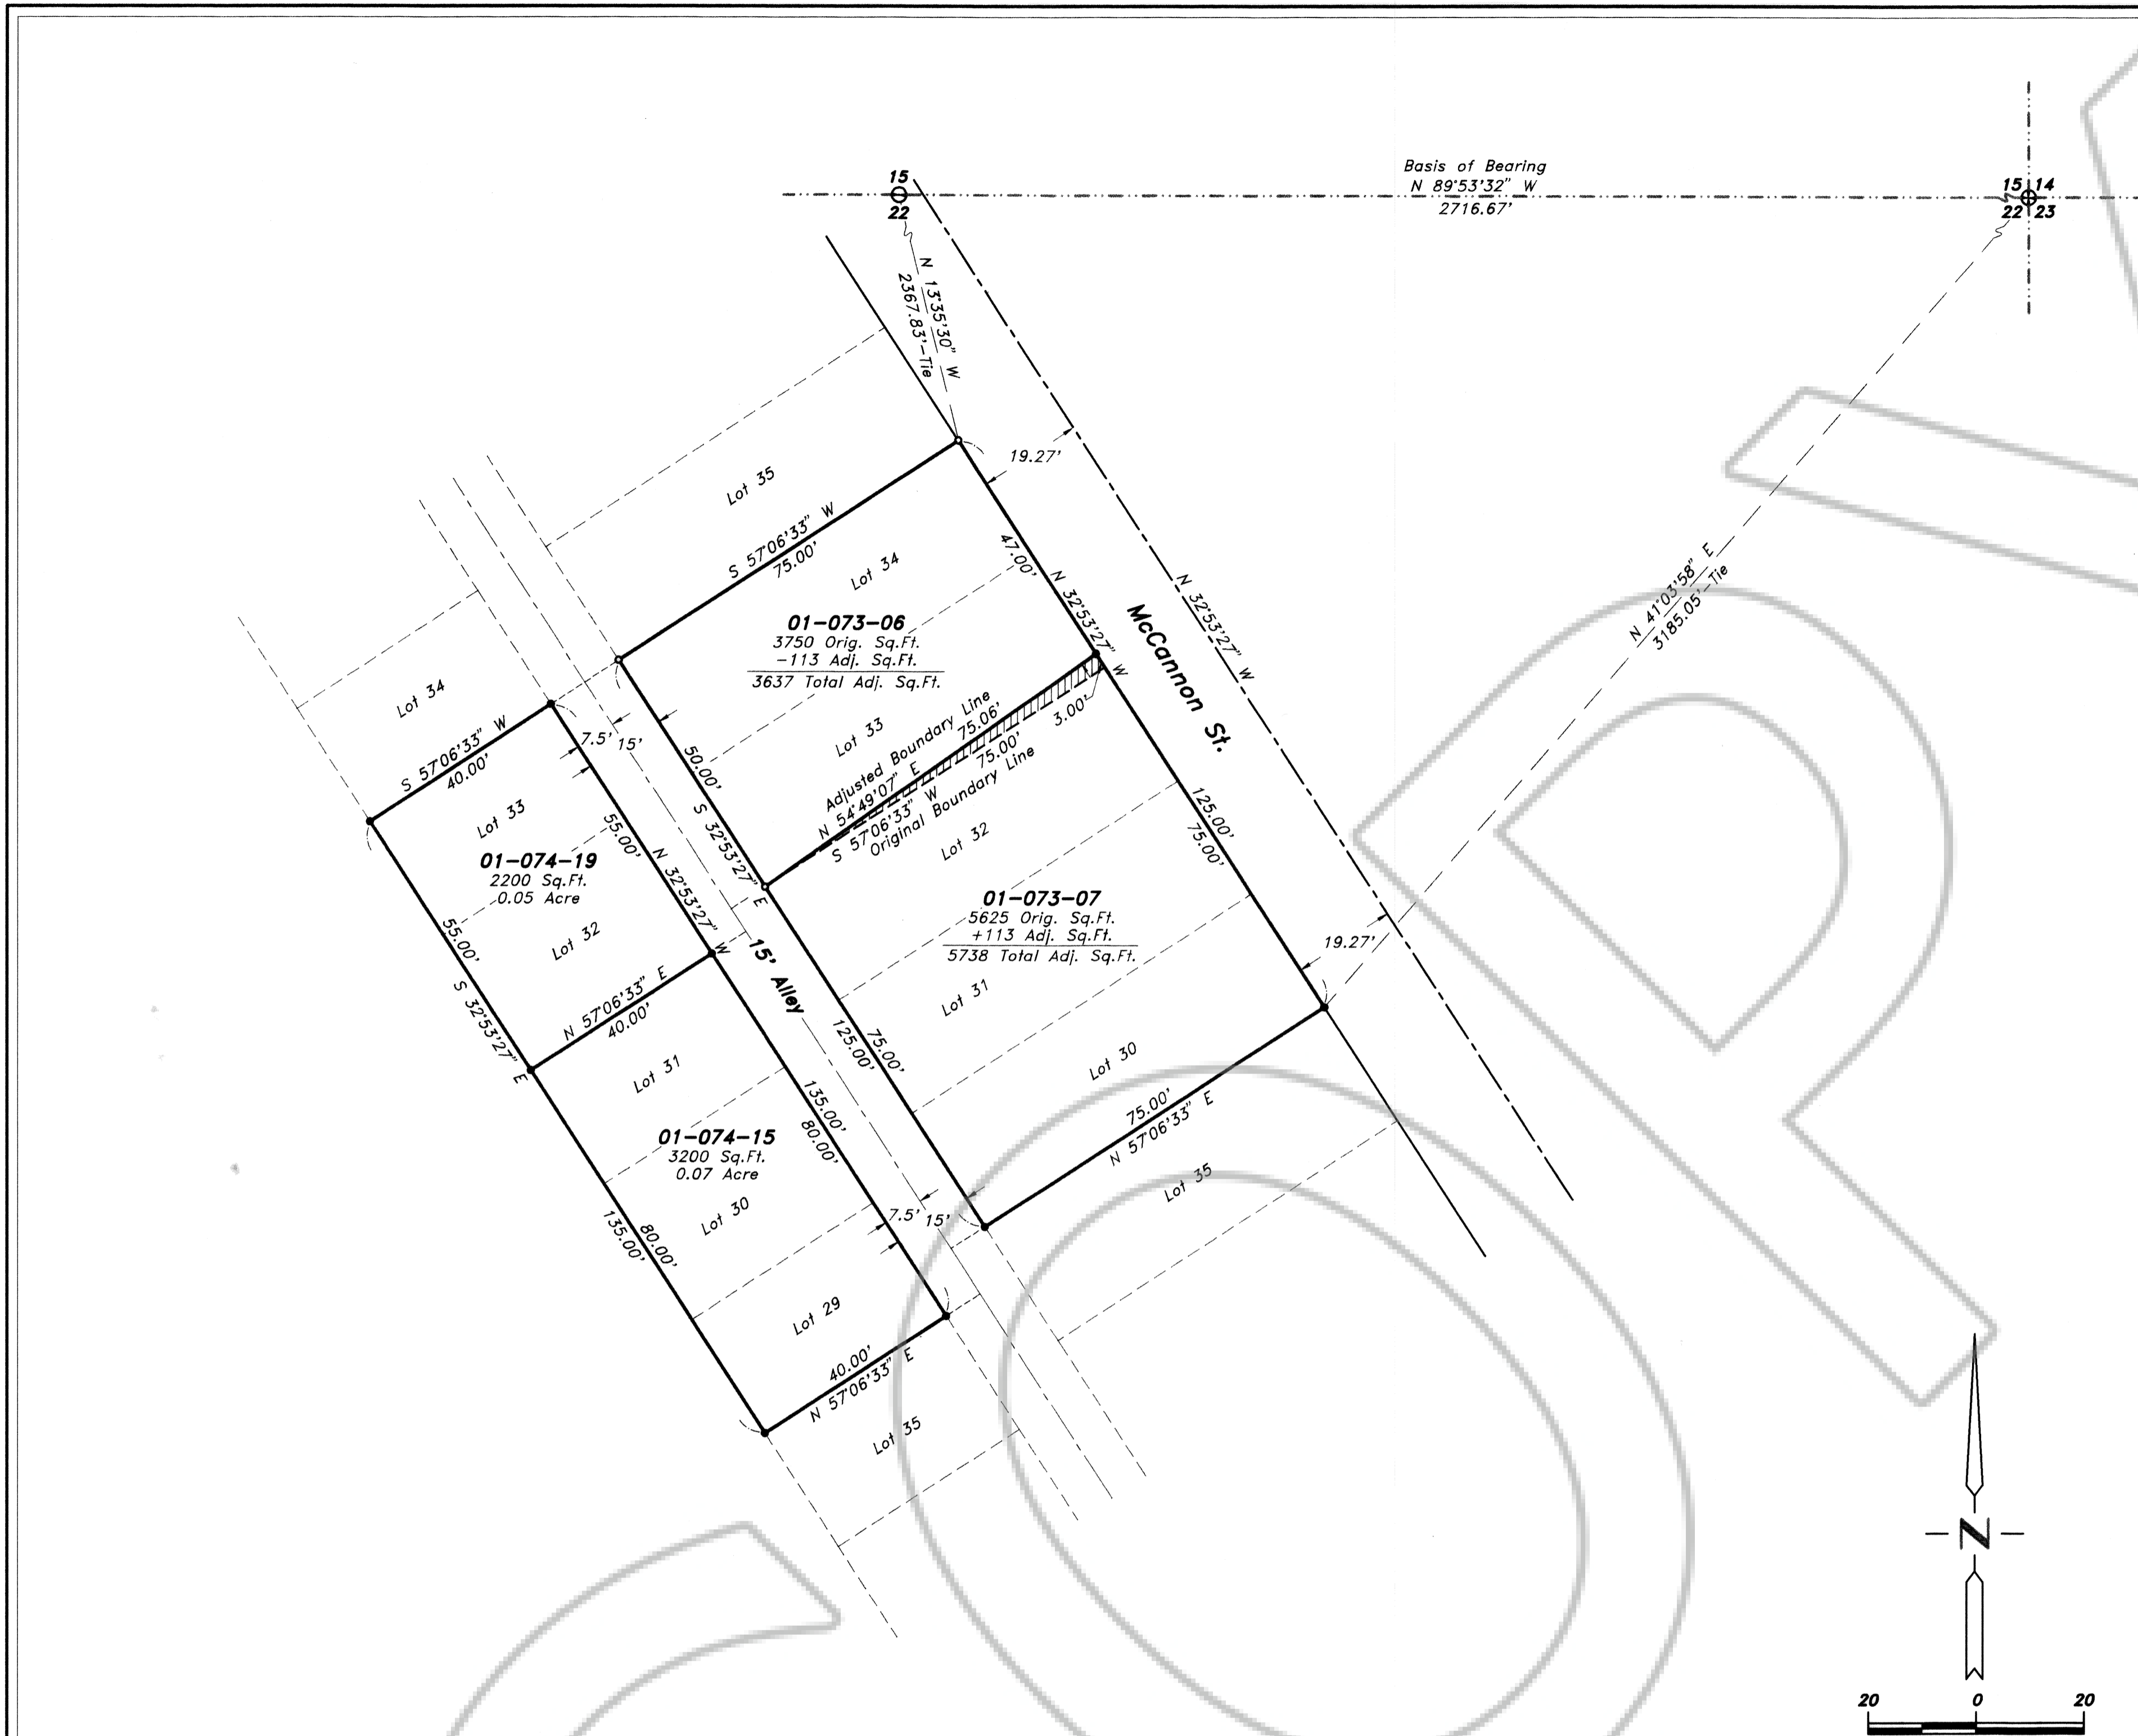 15
22
Basis of Bearing
N 89°53'32" W
2716.67'
15 14
22 23
N 13°35'30" W
2367.83'-Tie
19.27'
Lot 35
S 57°06'33" W
75.00'
Lot 34
47.00'
N 32°53'27" W
N 32°53'27" W
McCannon St.
N 41°03'58" E
3185.05'-Tie
01-073-06
3750 Orig. Sq.Ft.
-113 Adj. Sq.Ft.
3637 Total Adj. Sq.Ft.
Lot 33
50.00'
S 32°53'27" E
Adjusted Boundary Line
75.06'
N 54°49'07" E
3.00'
75.00'
S 57°06'33" W
Original Boundary Line
Lot 34
S 57°06'33" W
40.00'
7.5' 15'
Lot 33
55.00'
N 32°53'27" W
01-074-19
2200 Sq.Ft.
0.05 Acre
Lot 32
55.00'
S 32°53'27" E
N 57°06'33" E
40.00'
15' Alley
Lot 32
125.00'
75.00'
01-073-07
5625 Orig. Sq.Ft.
+113 Adj. Sq.Ft.
5738 Total Adj. Sq.Ft.
19.27'
Lot 31
75.00'
125.00'
Lot 30
75.00'
N 57°06'33" E
Lot 35
Lot 31
135.00'
80.00'
01-074-15
3200 Sq.Ft.
0.07 Acre
Lot 30
80.00'
135.00'
7.5' 15'
Lot 29
40.00'
N 57°06'33" E
Lot 35
N
20 0 20
COPY